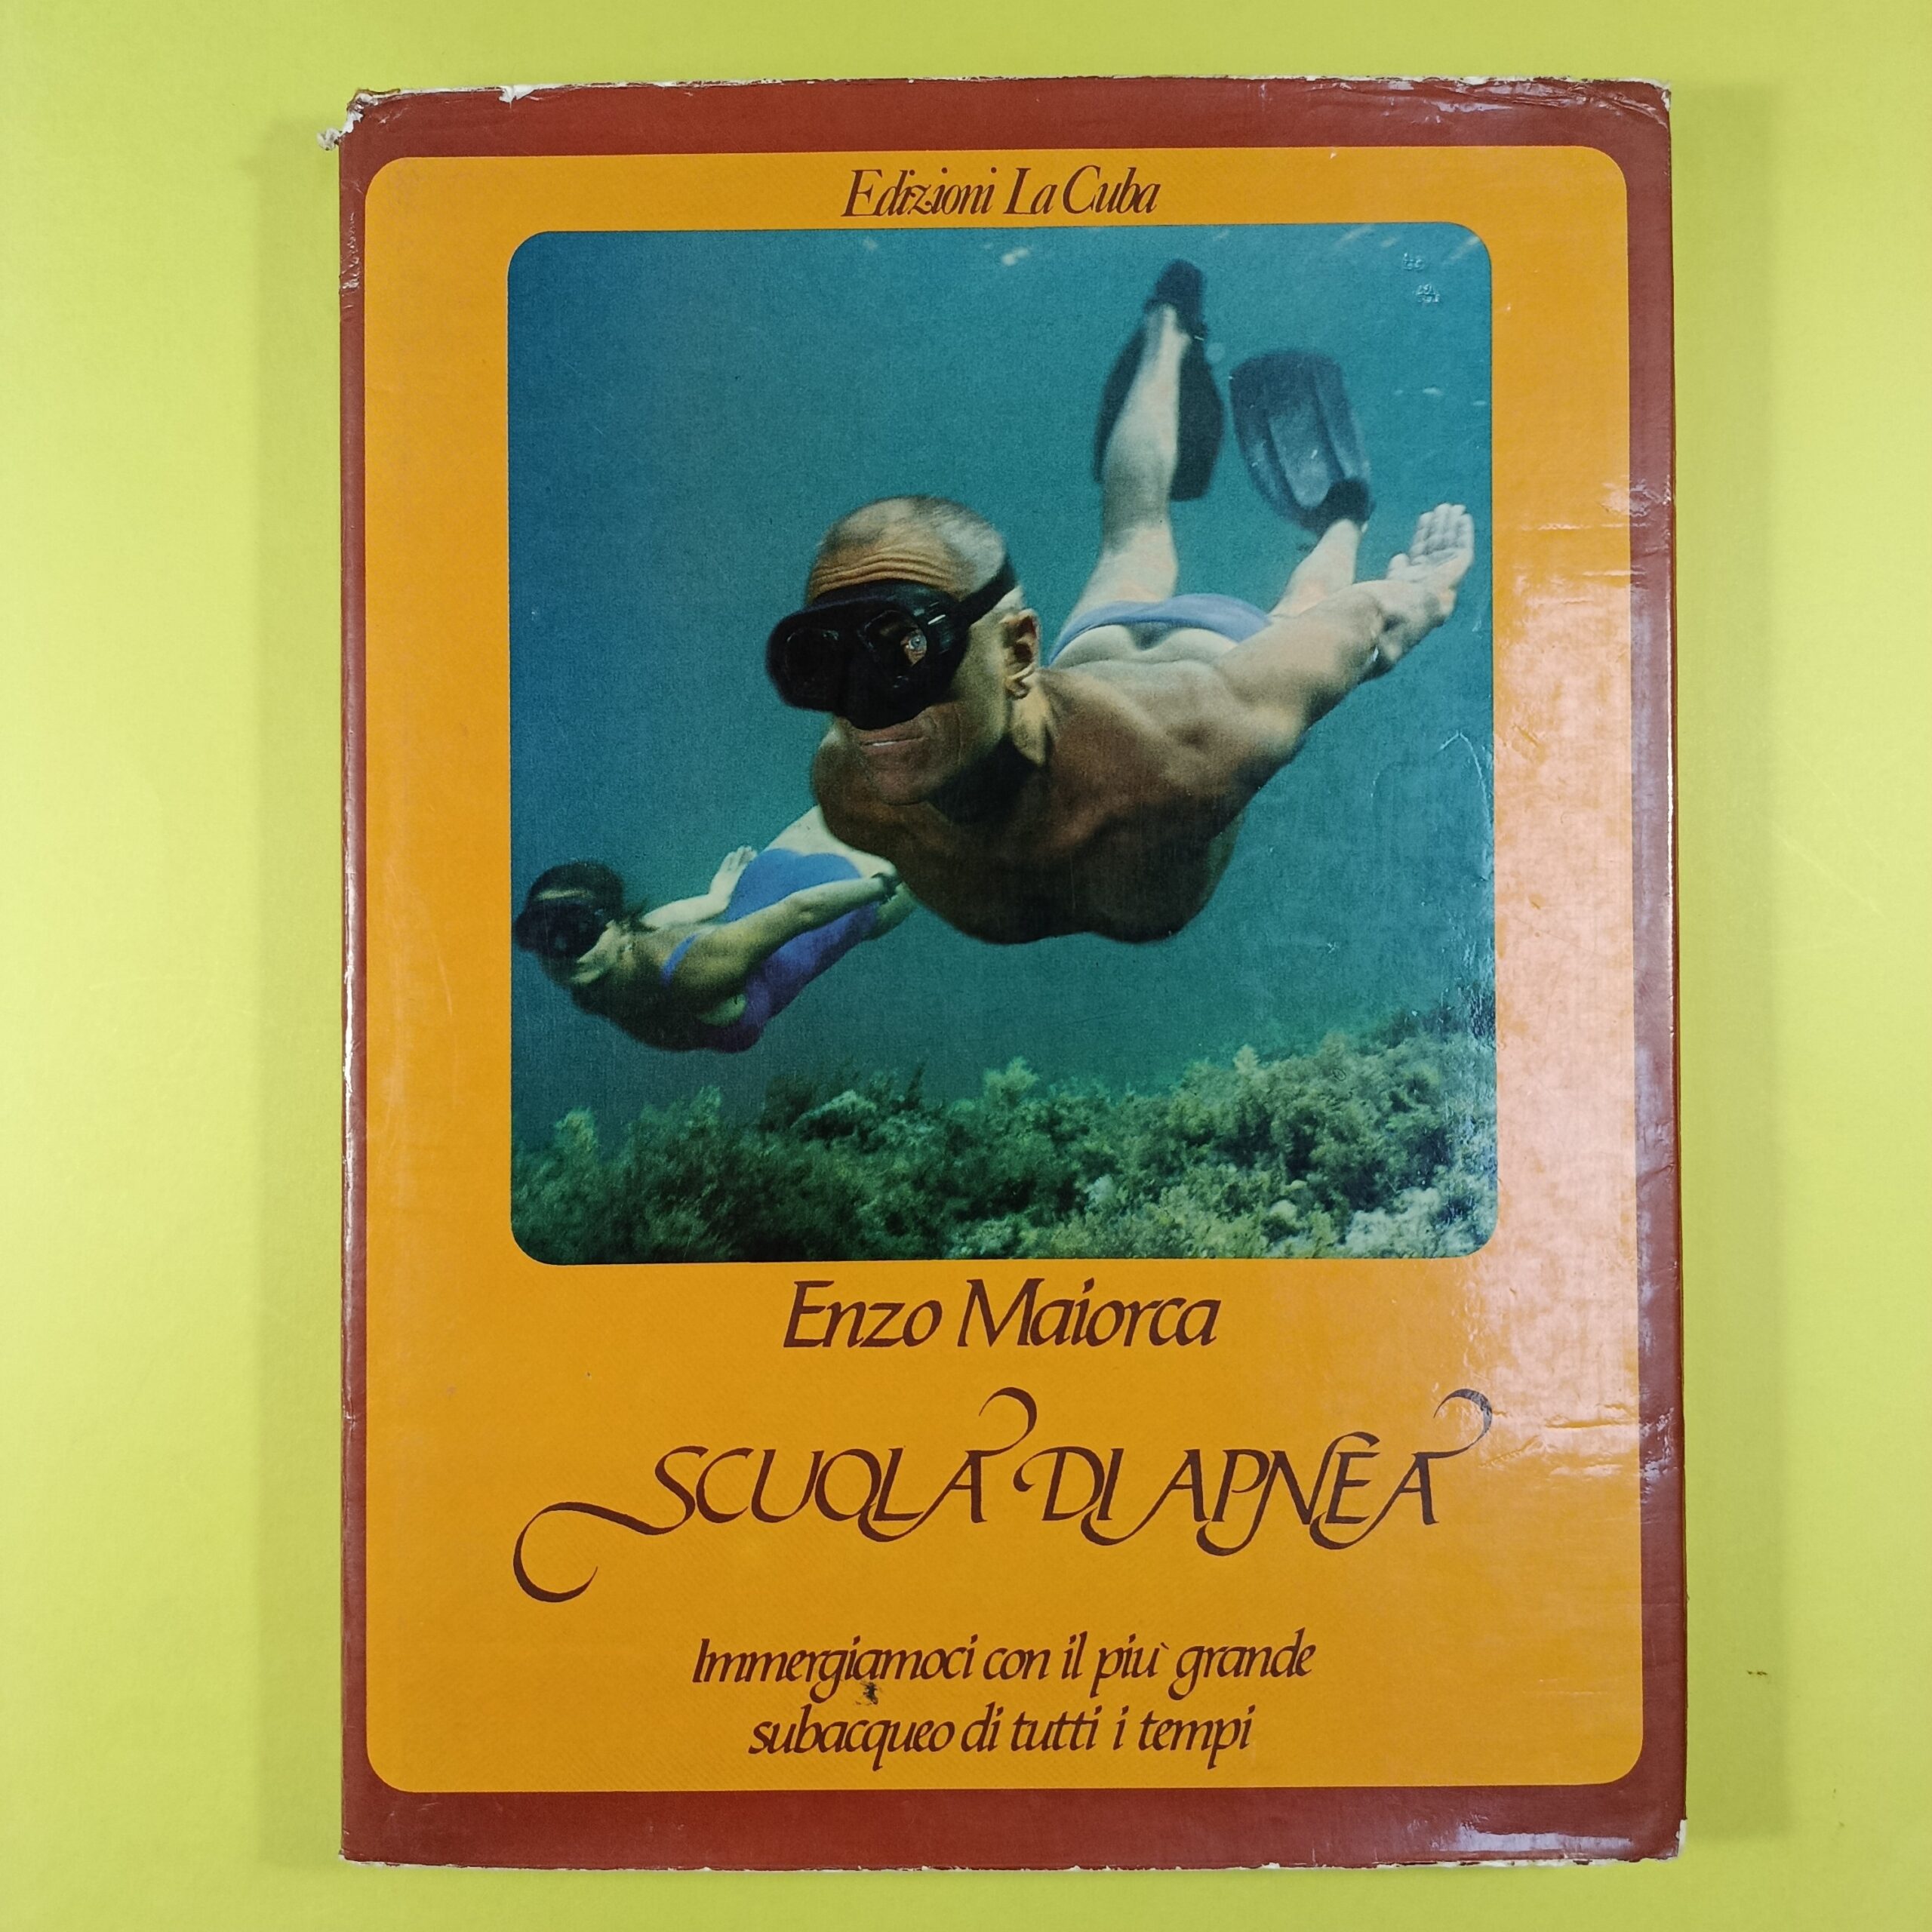 Edizioni La Cuba
Enzo Maiorca
SCUOLA DI APNEA
Immergiamoci con il più grande
subacqueo di tutti i tempi